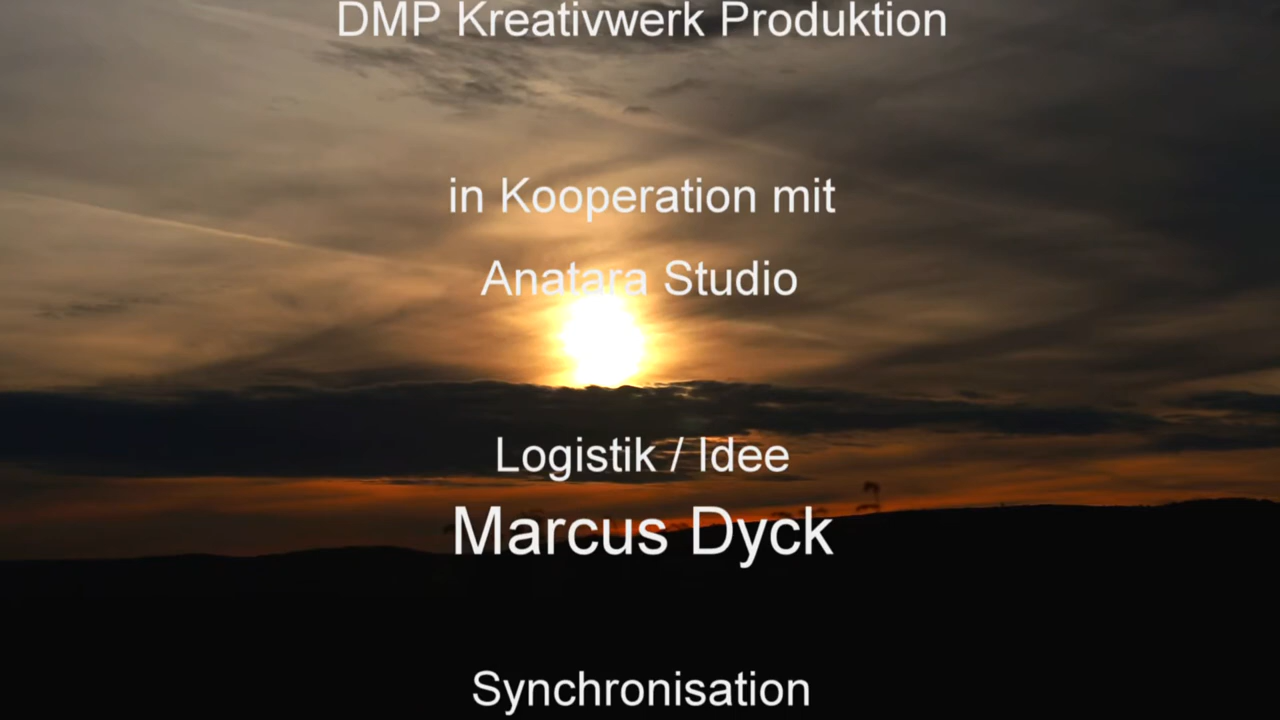 DMP Kreativwerk Produktion
in Kooperation mit
Anatara Studio
Logistik / Idee
Marcus Dyck
Synchronisation